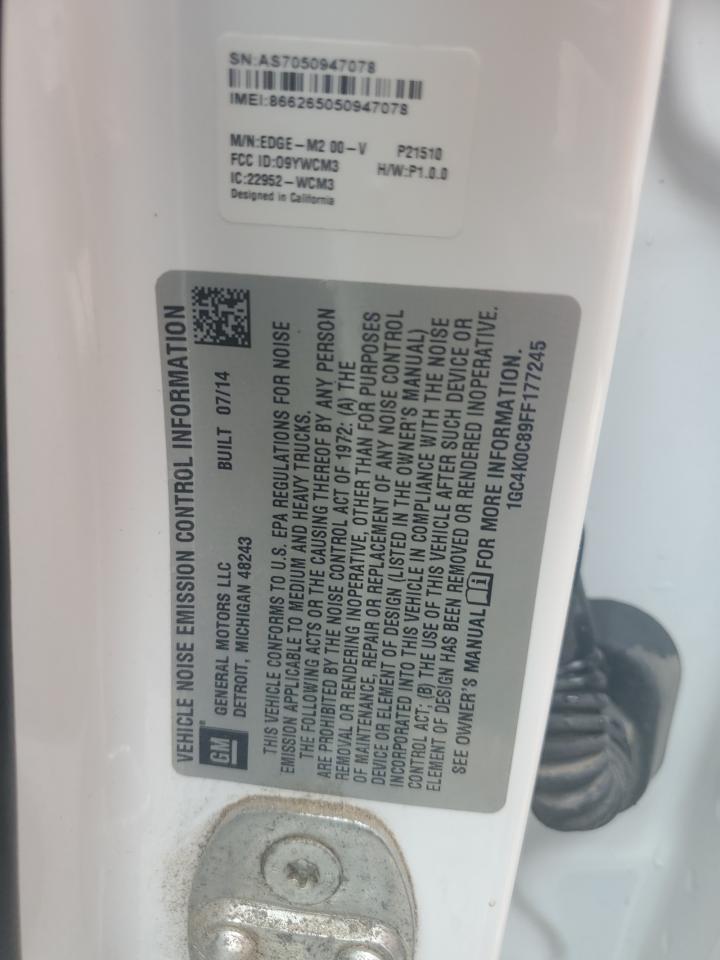 SN:AS7050947078
IMEI:866265050947078
M/N:EDGE-M2 00-V P21510
FCC ID:O9YWCM3 H/W:P1.0.0
IC:22952-WCM3
Designed in California
VEHICLE NOISE EMISSION CONTROL INFORMATION
GM
GENERAL MOTORS LLC BUILT 07/14
DETROIT, MICHIGAN 48243
THIS VEHICLE CONFORMS TO U.S. EPA REGULATIONS FOR NOISE
EMISSION APPLICABLE TO MEDIUM AND HEAVY TRUCKS.
THE FOLLOWING ACTS OR THE CAUSING THEREOF BY ANY PERSON
ARE PROHIBITED BY THE NOISE CONTROL ACT OF 1972: (A) THE
REMOVAL OR RENDERING INOPERATIVE, OTHER THAN FOR PURPOSES
OF MAINTENANCE, REPAIR OR REPLACEMENT OF ANY NOISE CONTROL
DEVICE OR ELEMENT OF DESIGN (LISTED IN THE OWNER'S MANUAL)
INCORPORATED INTO THIS VEHICLE IN COMPLIANCE WITH THE NOISE
CONTROL ACT; (B) THE USE OF THIS VEHICLE AFTER SUCH DEVICE OR
ELEMENT OF DESIGN HAS BEEN REMOVED OR RENDERED INOPERATIVE.
SEE OWNER'S MANUAL FOR MORE INFORMATION.
1GC4K0C89FF177245